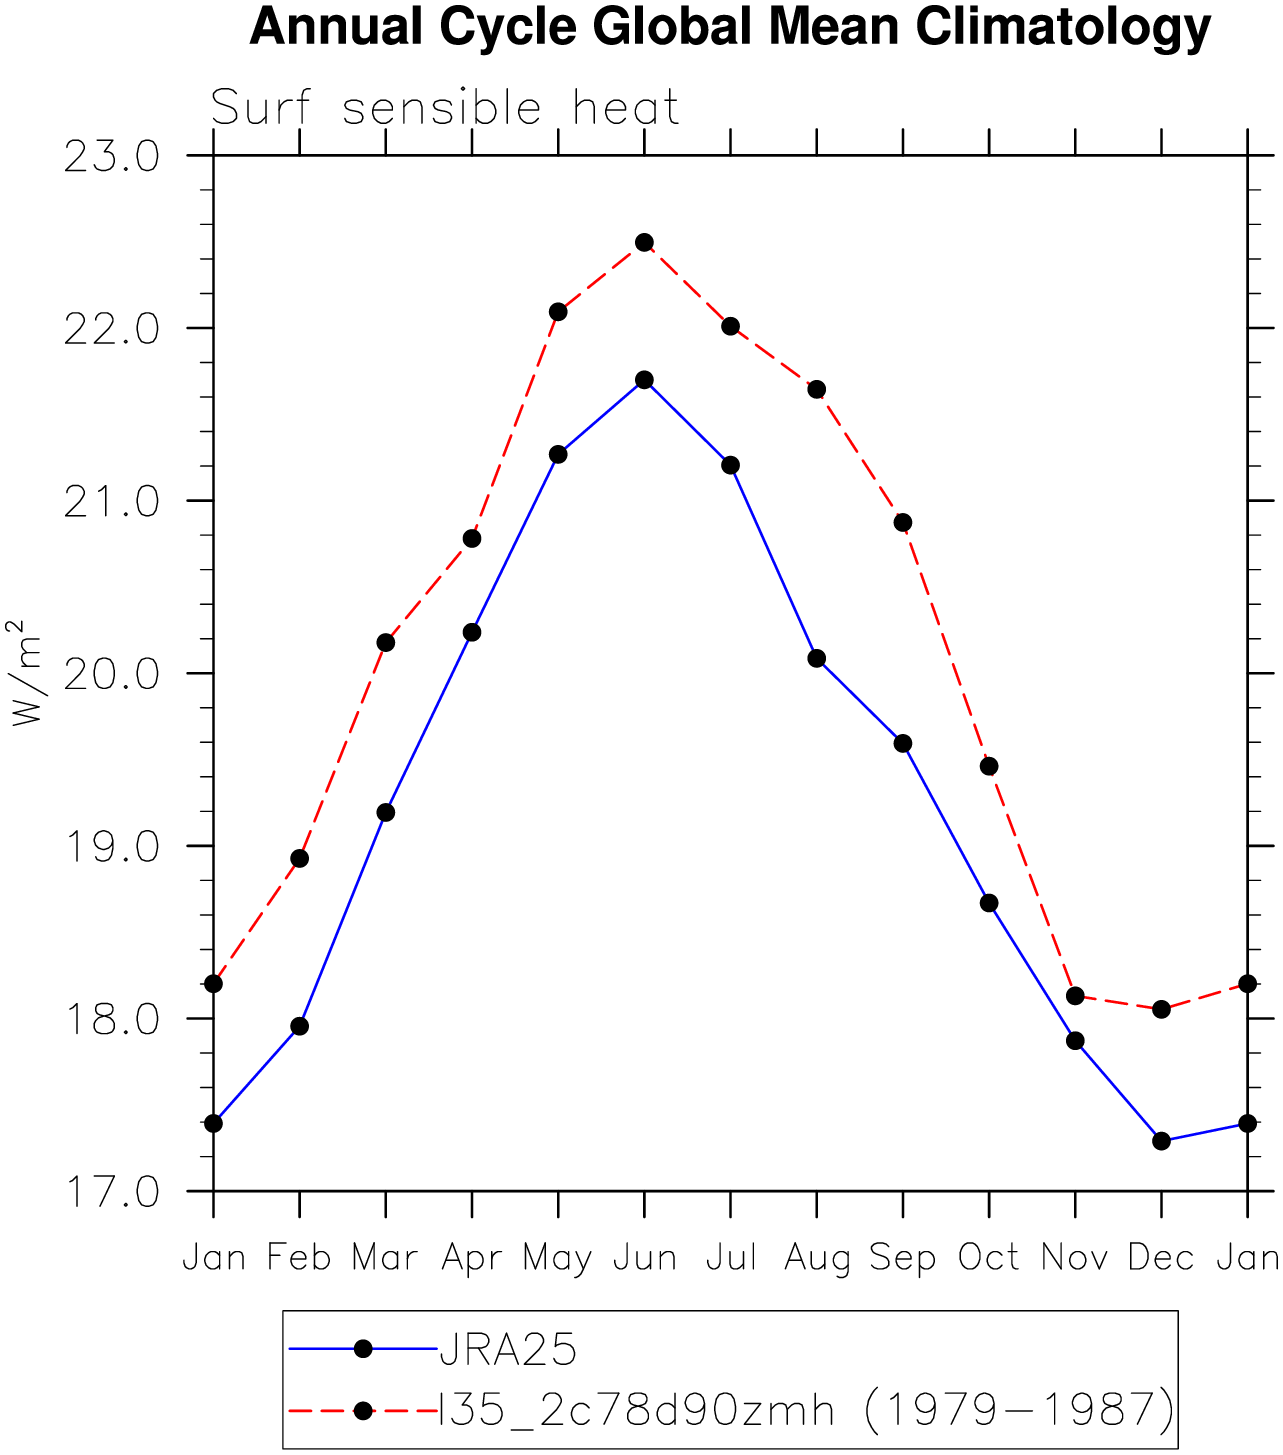 Annual Cycle Global Mean Climatology
Surf sensible heat
23.0
22.0
21.0
20.0
19.0
18.0
17.0
W/m²
Jan Feb Mar Apr May Jun Jul Aug Sep Oct Nov Dec Jan
JRA25
I35_2c78d90zmh (1979-1987)